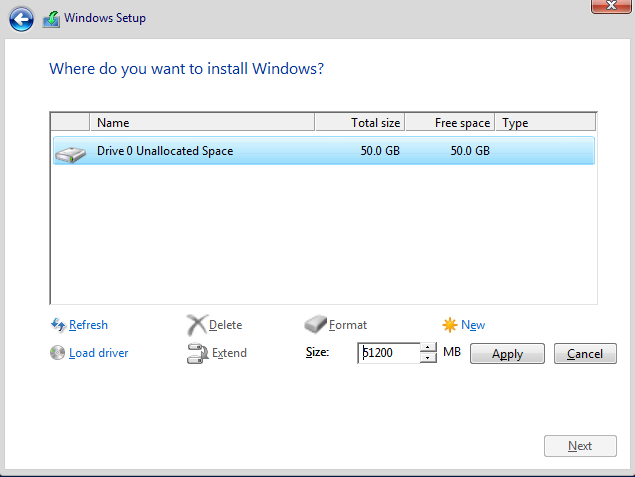 Windows Setup
Where do you want to install Windows?
Name Total size Free space Type
Drive 0 Unallocated Space 50.0 GB 50.0 GB
Refresh Delete Format New
Load driver Extend Size: 51200 MB Apply Cancel
Next